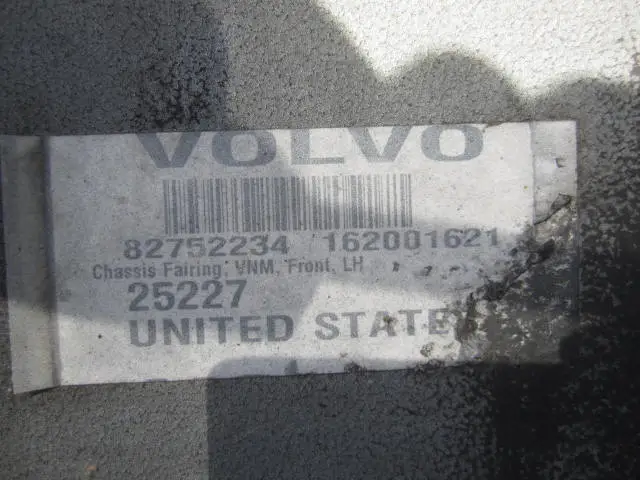 VOLVO
82752234 162001621
Chassis Fairing, VNM, Front, LH
25227
UNITED STATES